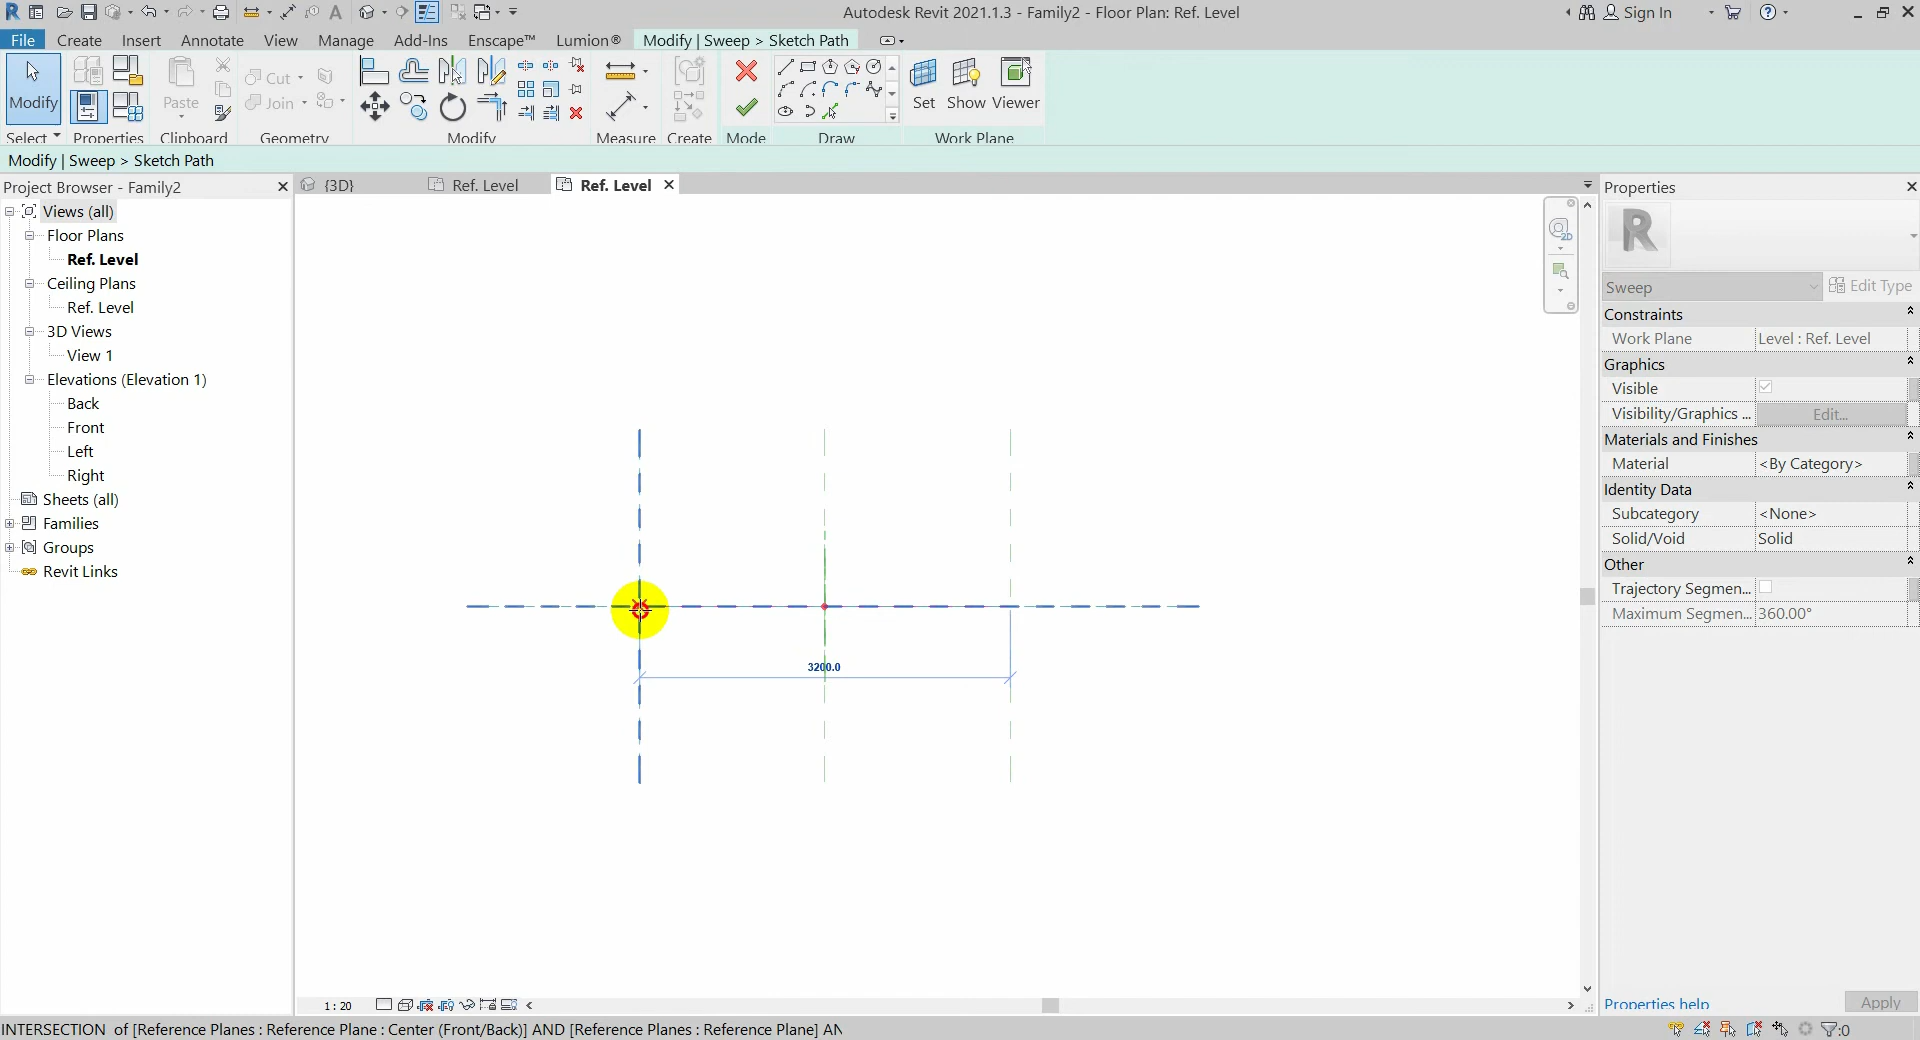 Autodesk Revit 2021.1.3 - Family2 - Floor Plan: Ref. Level
Sign In
File Create Insert Annotate View Manage Add-Ins Enscape™ Lumion® Modify | Sweep > Sketch Path
Modify
Paste
Cut
Join
Set Show Viewer
Select Properties Clipboard Geometry Modify Measure Create Mode Draw Work Plane
Modify | Sweep > Sketch Path
Project Browser - Family2
Views (all)
Floor Plans
Ref. Level
Ceiling Plans
Ref. Level
3D Views
View 1
Elevations (Elevation 1)
Back
Front
Left
Right
Sheets (all)
Families
Groups
Revit Links
{3D}
Ref. Level
Ref. Level
2D
3200.0
1 : 20
Properties
R
Sweep
Edit Type
Constraints
Work Plane Level : Ref. Level
Graphics
Visible
Visibility/Graphics ... Edit...
Materials and Finishes
Material <By Category>
Identity Data
Subcategory <None>
Solid/Void Solid
Other
Trajectory Segmen...
Maximum Segmen... 360.00°
Properties help
Apply
INTERSECTION of [Reference Planes : Reference Plane : Center (Front/Back)] AND [Reference Planes : Reference Plane] AN
:0